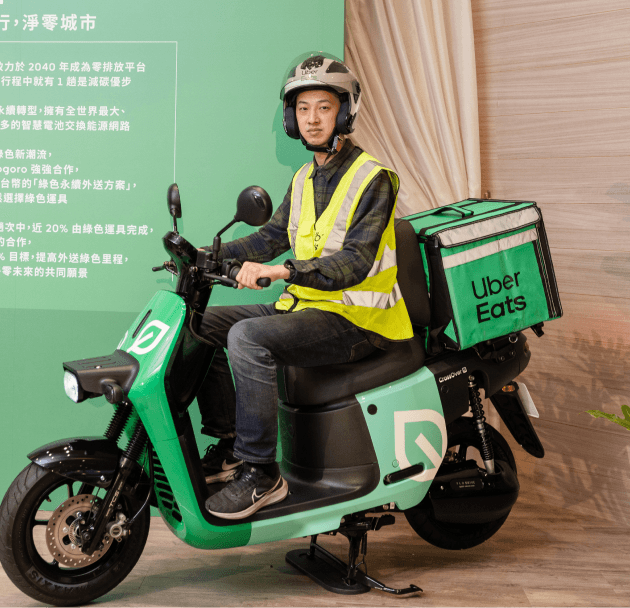 行,淨零城市
力於 2040 年成為零排放平台
行程中就有 1 趟是減碳優步
永續轉型,擁有全世界最大、
多的智慧電池交換能源網路
綠色新潮流,
ogoro 強強合作,
台幣的「綠色永續外送方案」,
選擇綠色運具
次中,近 20% 由綠色運具完成,
的合作,
% 目標,提高外送綠色里程,
零未來的共同願景
Uber
Eats
Uber
Eats
CrossOver S